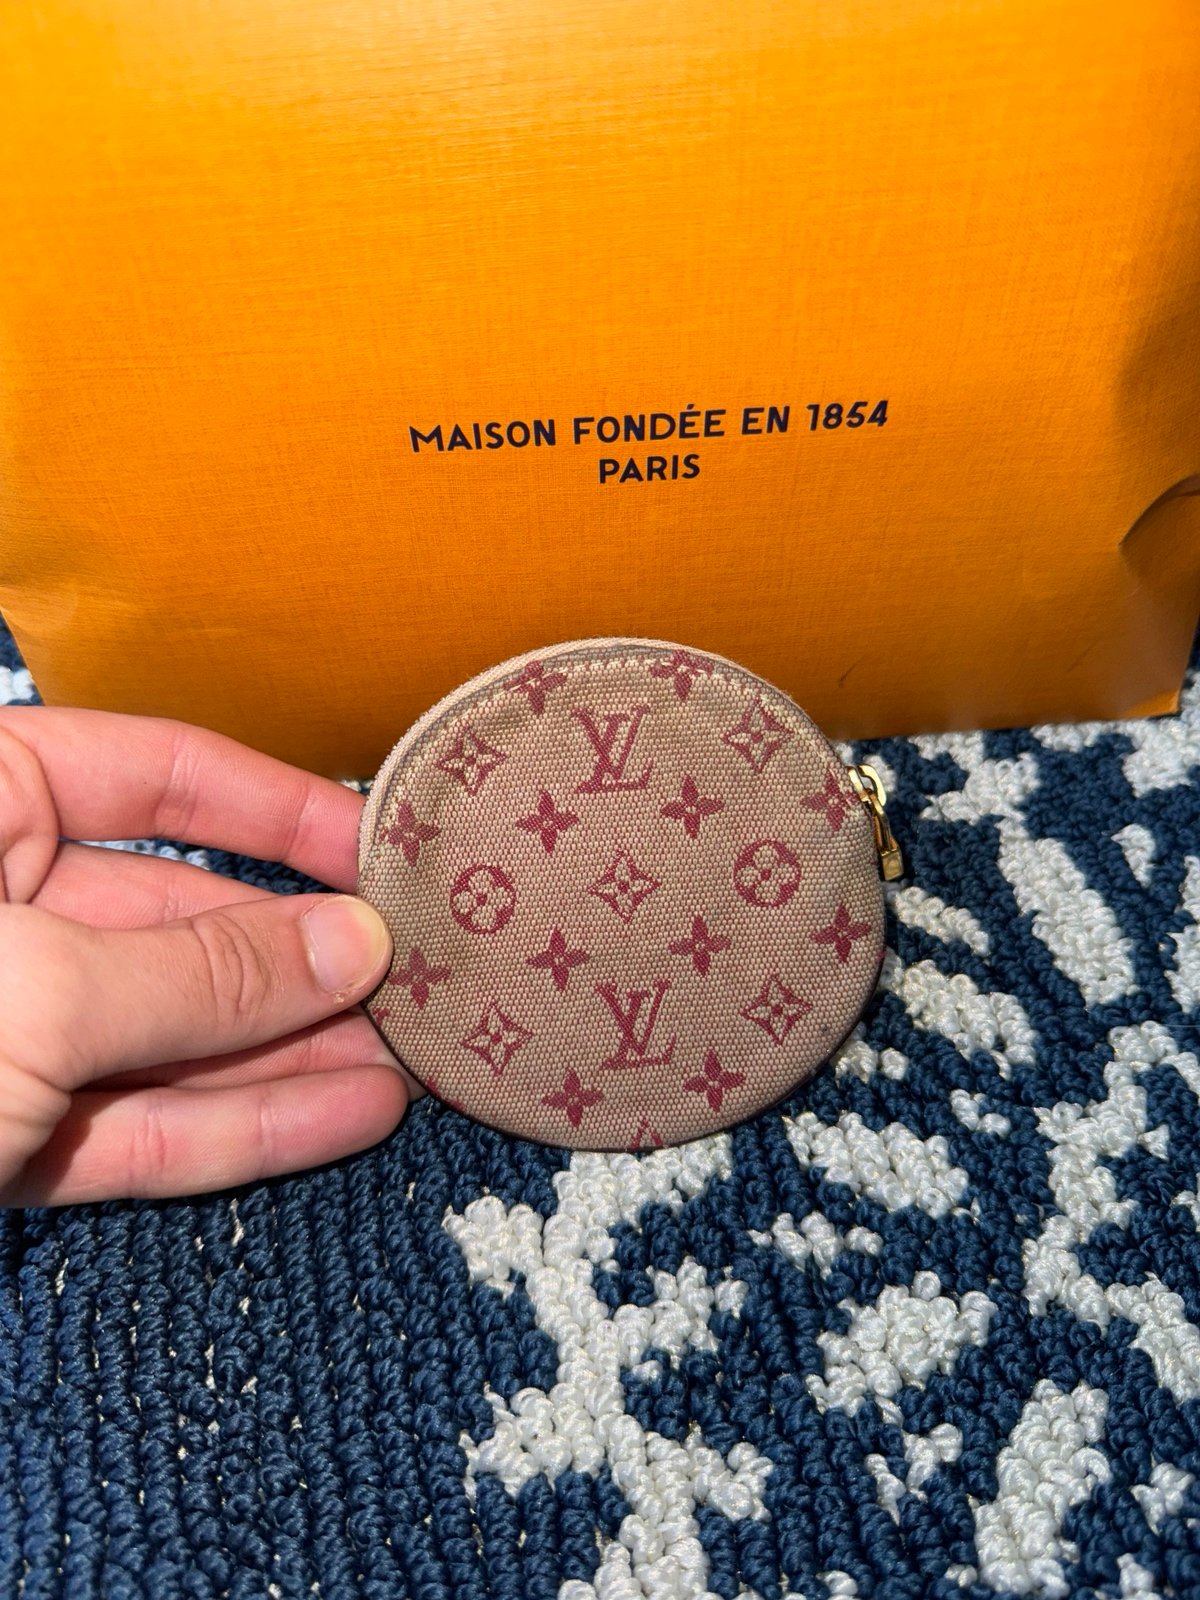 MAISON FONDÉE EN 1854
PARIS
LV
LV